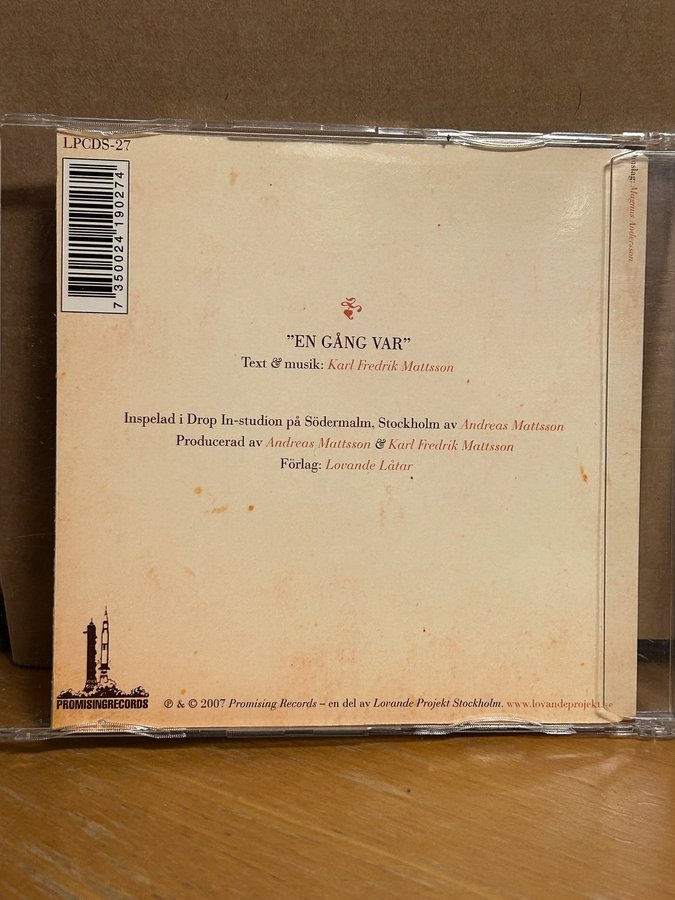 LPCDS-27
7 350024 190274
"EN GÅNG VAR"
Text & musik: Karl Fredrik Mattsson
Inspelad i Drop In-studion på Södermalm, Stockholm av Andreas Mattsson
Producerad av Andreas Mattsson & Karl Fredrik Mattsson
Förlag: Lovande Låtar
PROMISINGRECORDS
℗ & © 2007 Promising Records – en del av Lovande Projekt Stockholm. www.lovandeprojekt.se
Magnus Andersson